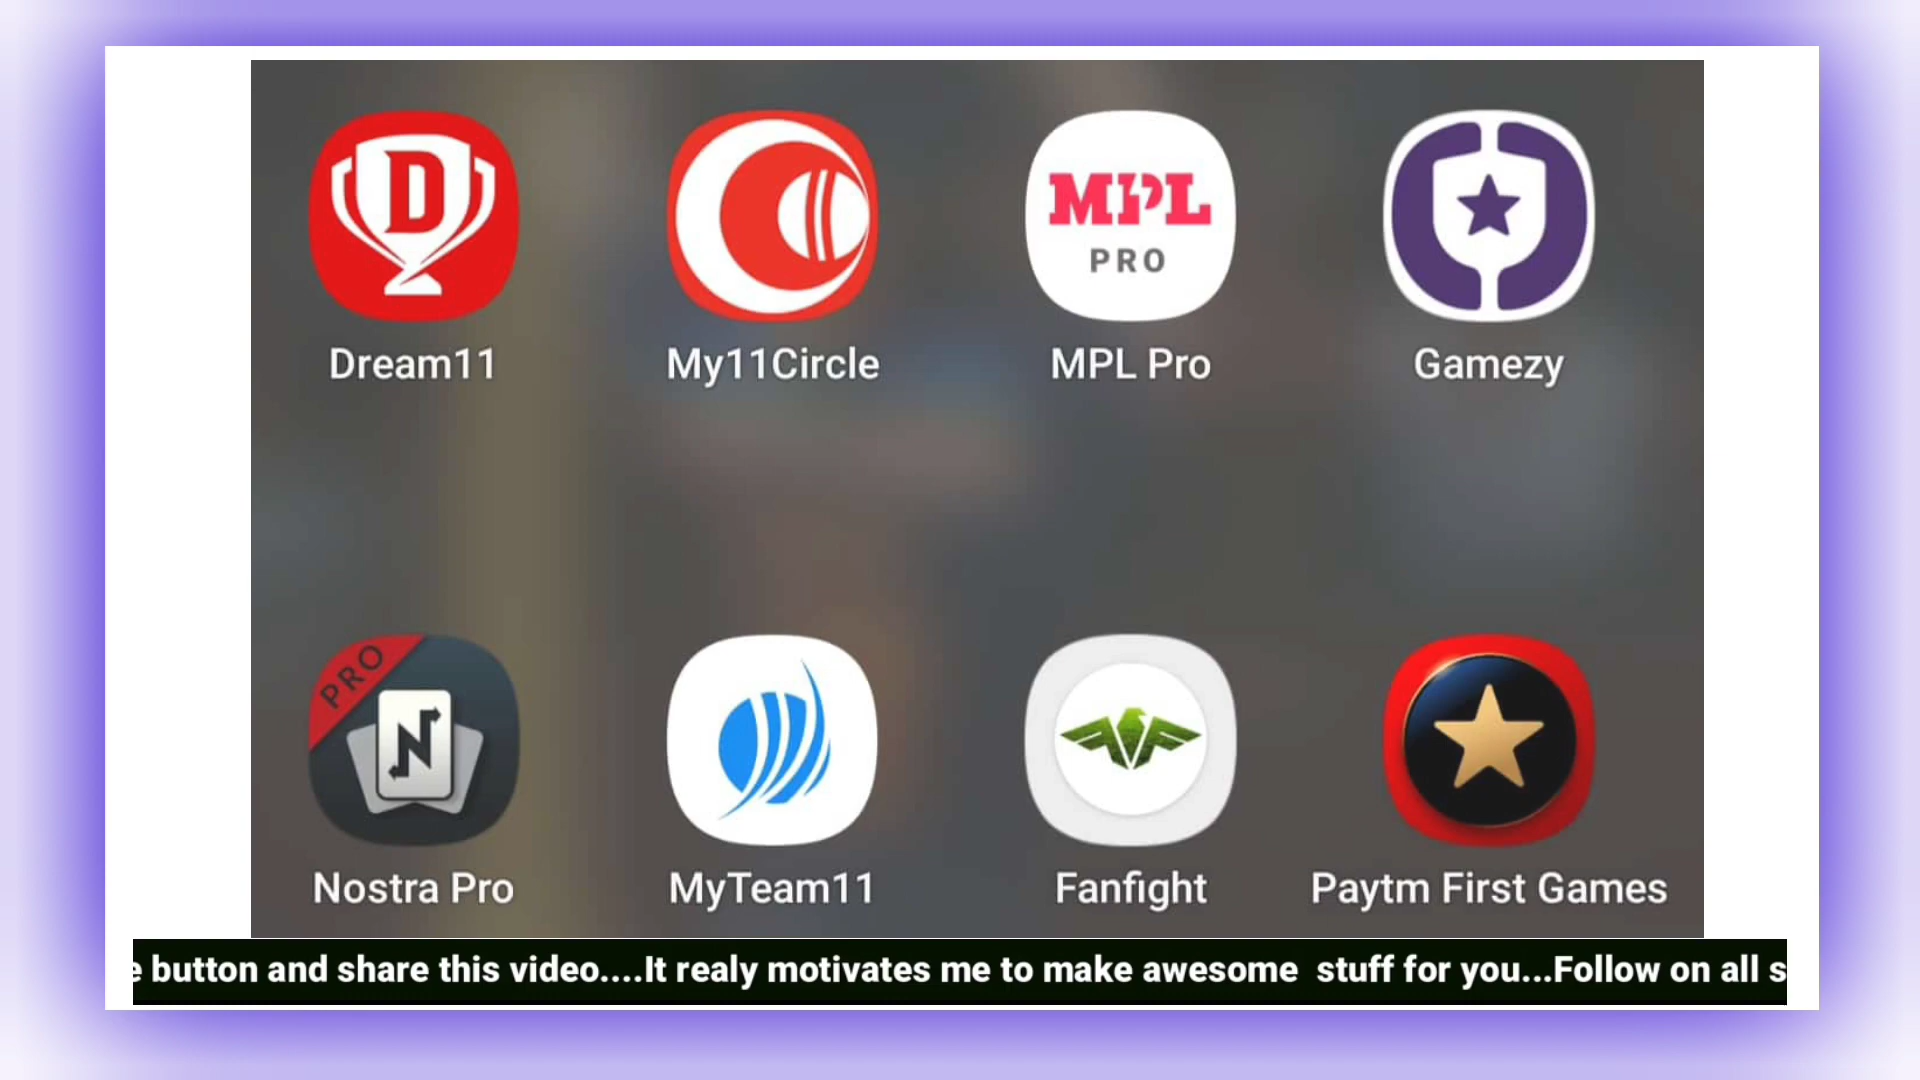 D
MPL
PRO
Dream11
My11Circle
MPL Pro
Gamezy
PRO
N
Nostra Pro
MyTeam11
Fanfight
Paytm First Games
e button and share this video....It realy motivates me to make awesome  stuff for you...Follow on all s